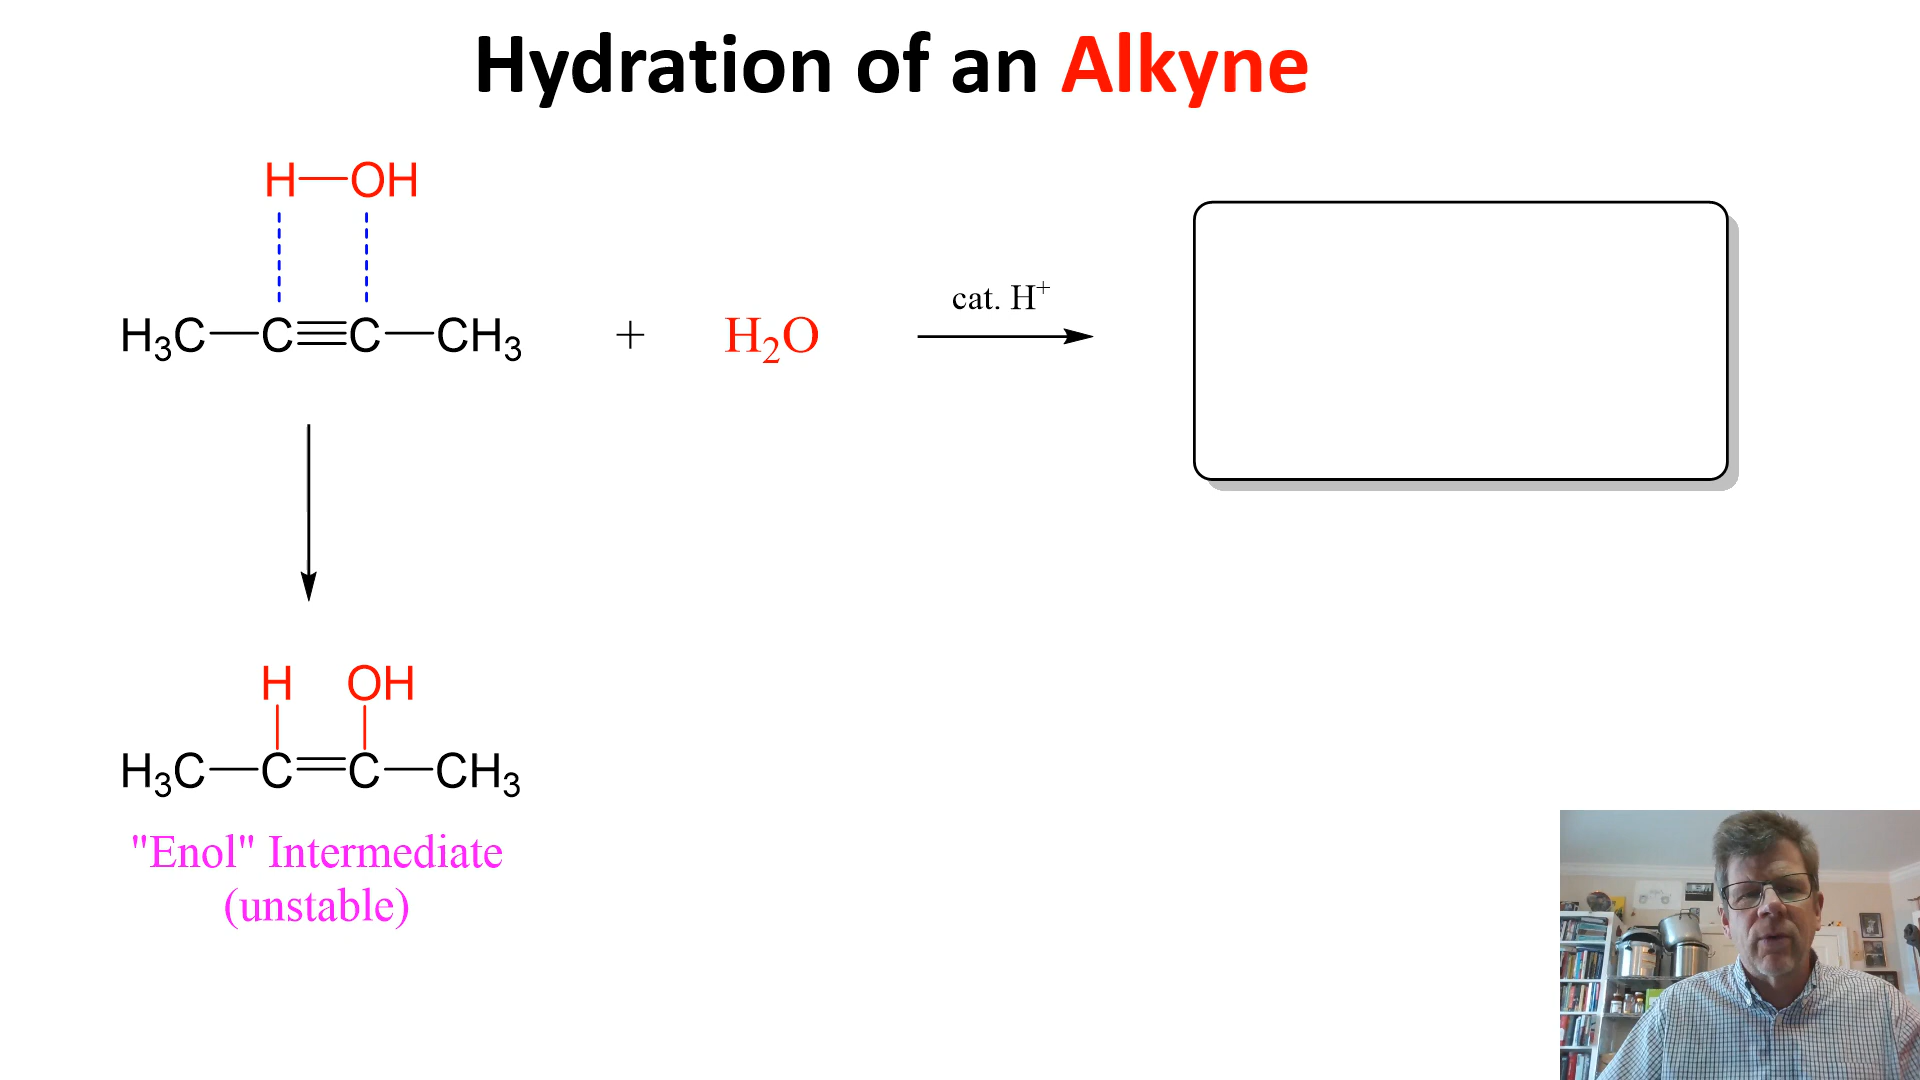 Hydration of an Alkyne
H—OH
H₃C—C≡C—CH₃ + H₂O cat. H⁺
H OH
H₃C—C=C—CH₃
"Enol" Intermediate
(unstable)